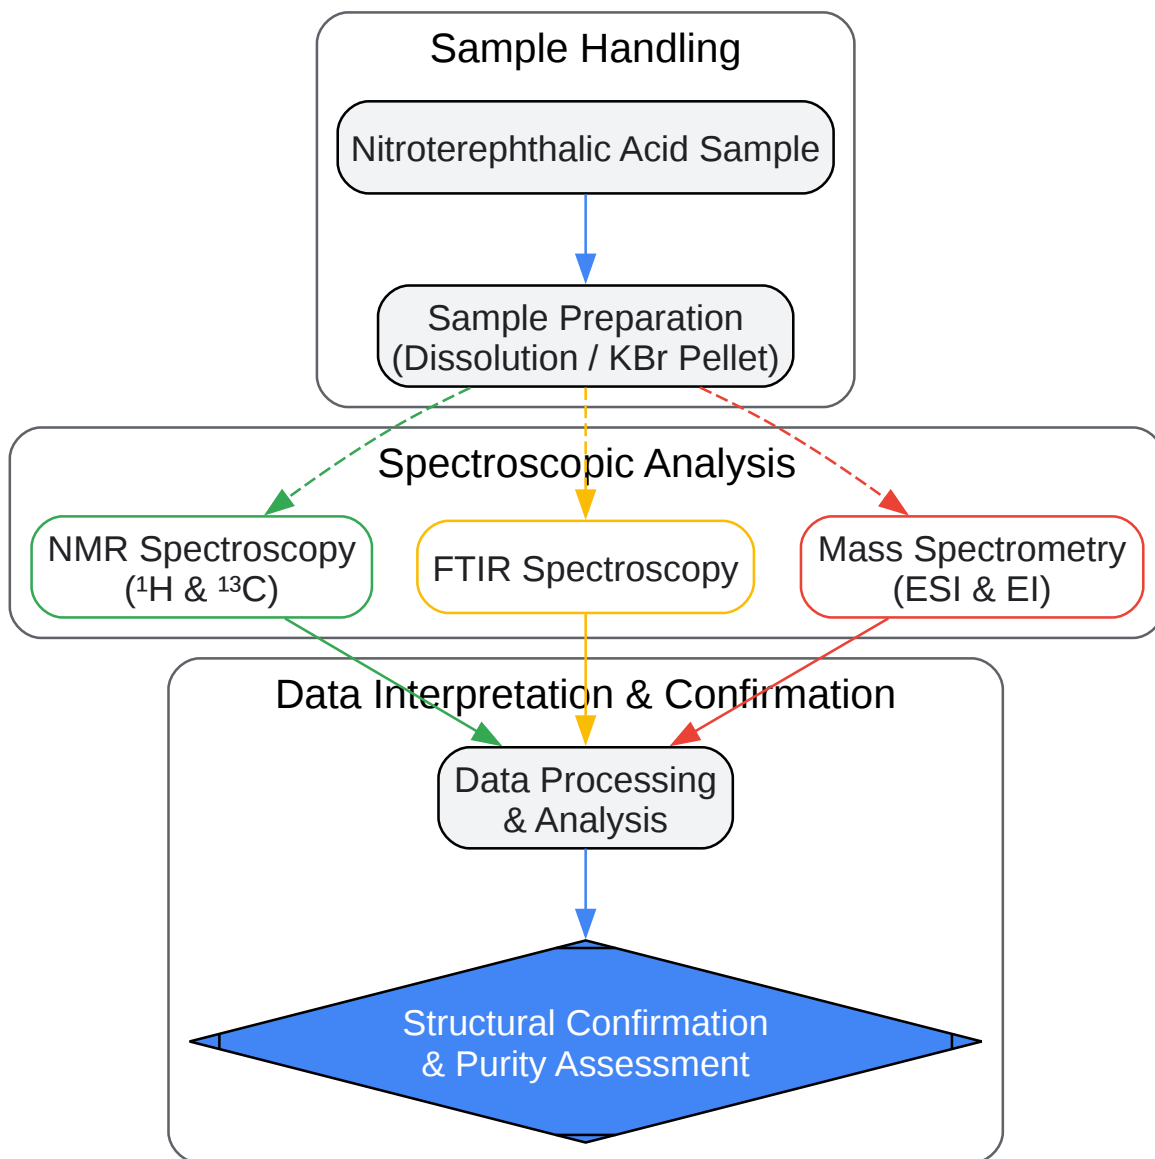 Sample Handling
Nitroterephthalic Acid Sample
Sample Preparation
(Dissolution / KBr Pellet)
Spectroscopic Analysis
NMR Spectroscopy
(¹H & ¹³C)
FTIR Spectroscopy
Mass Spectrometry
(ESI & EI)
Data Interpretation & Confirmation
Data Processing
& Analysis
Structural Confirmation
& Purity Assessment